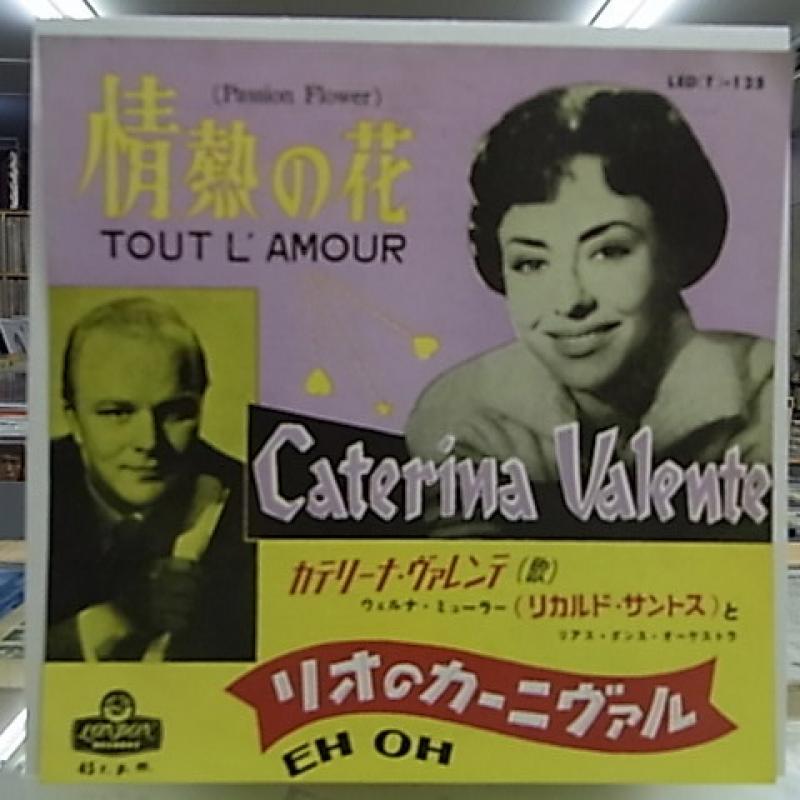 LED(T)-125
(Passion Flower)
情熱の花
TOUT L'AMOUR
Caterina Valente
カテリーナ・ヴァレンテ(歌)
ウェルナ・ミューラー(リカルド・サントス)と
リアス・ダンス・オーケストラ
リオのカーニヴァル
EH OH
LONDON
RECORDS
45 r. p. m.